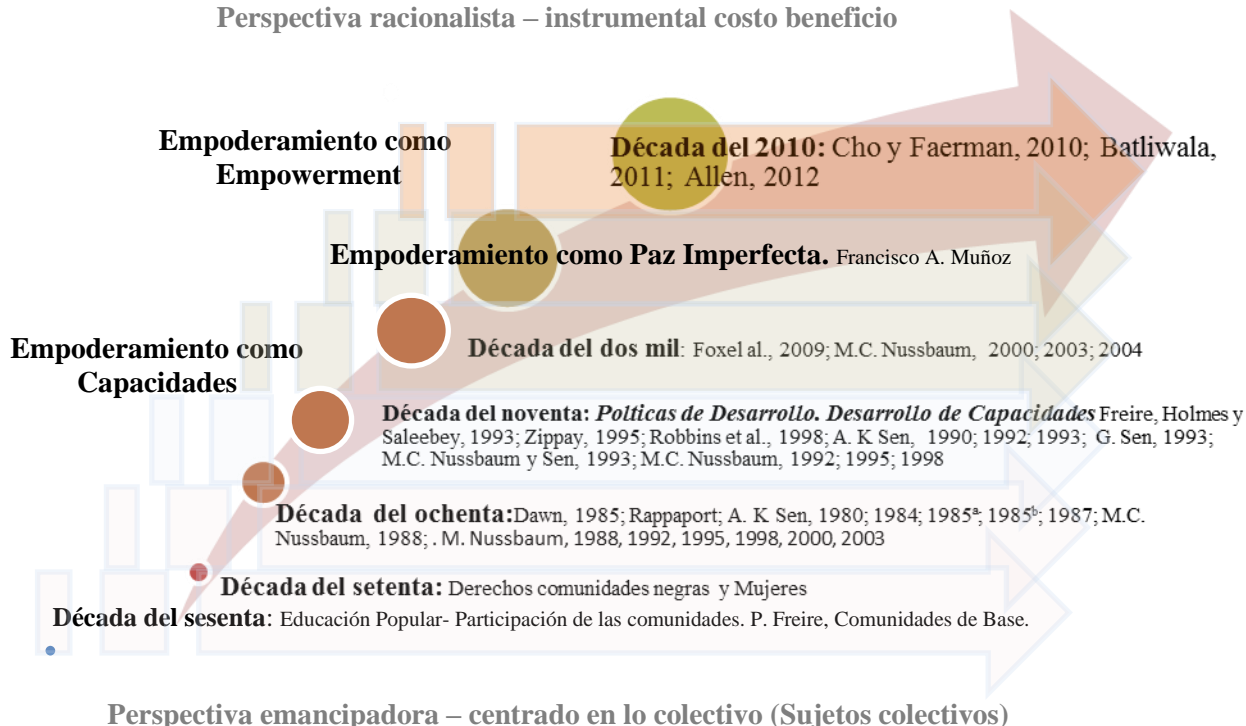 Perspectiva racionalista – instrumental costo beneficio
Empoderamiento como
Empowerment
Década del 2010: Cho y Faerman, 2010; Batliwala,
2011; Allen, 2012
Empoderamiento como Paz Imperfecta. Francisco A. Muñoz
Empoderamiento como
Capacidades
Década del dos mil: Foxel al., 2009; M.C. Nussbaum, 2000; 2003; 2004
Década del noventa: Polticas de Desarrollo. Desarrollo de Capacidades Freire, Holmes y
Saleebey, 1993; Zippay, 1995; Robbins et al., 1998; A. K Sen, 1990; 1992; 1993; G. Sen, 1993;
M.C. Nussbaum y Sen, 1993; M.C. Nussbaum, 1992; 1995; 1998
Década del ochenta:Dawn, 1985; Rappaport; A. K Sen, 1980; 1984; 1985ª; 1985ᵇ; 1987; M.C.
Nussbaum, 1988; . M. Nussbaum, 1988, 1992, 1995, 1998, 2000, 2003
Década del setenta: Derechos comunidades negras y Mujeres
Década del sesenta: Educación Popular- Participación de las comunidades. P. Freire, Comunidades de Base.
Perspectiva emancipadora – centrado en lo colectivo (Sujetos colectivos)